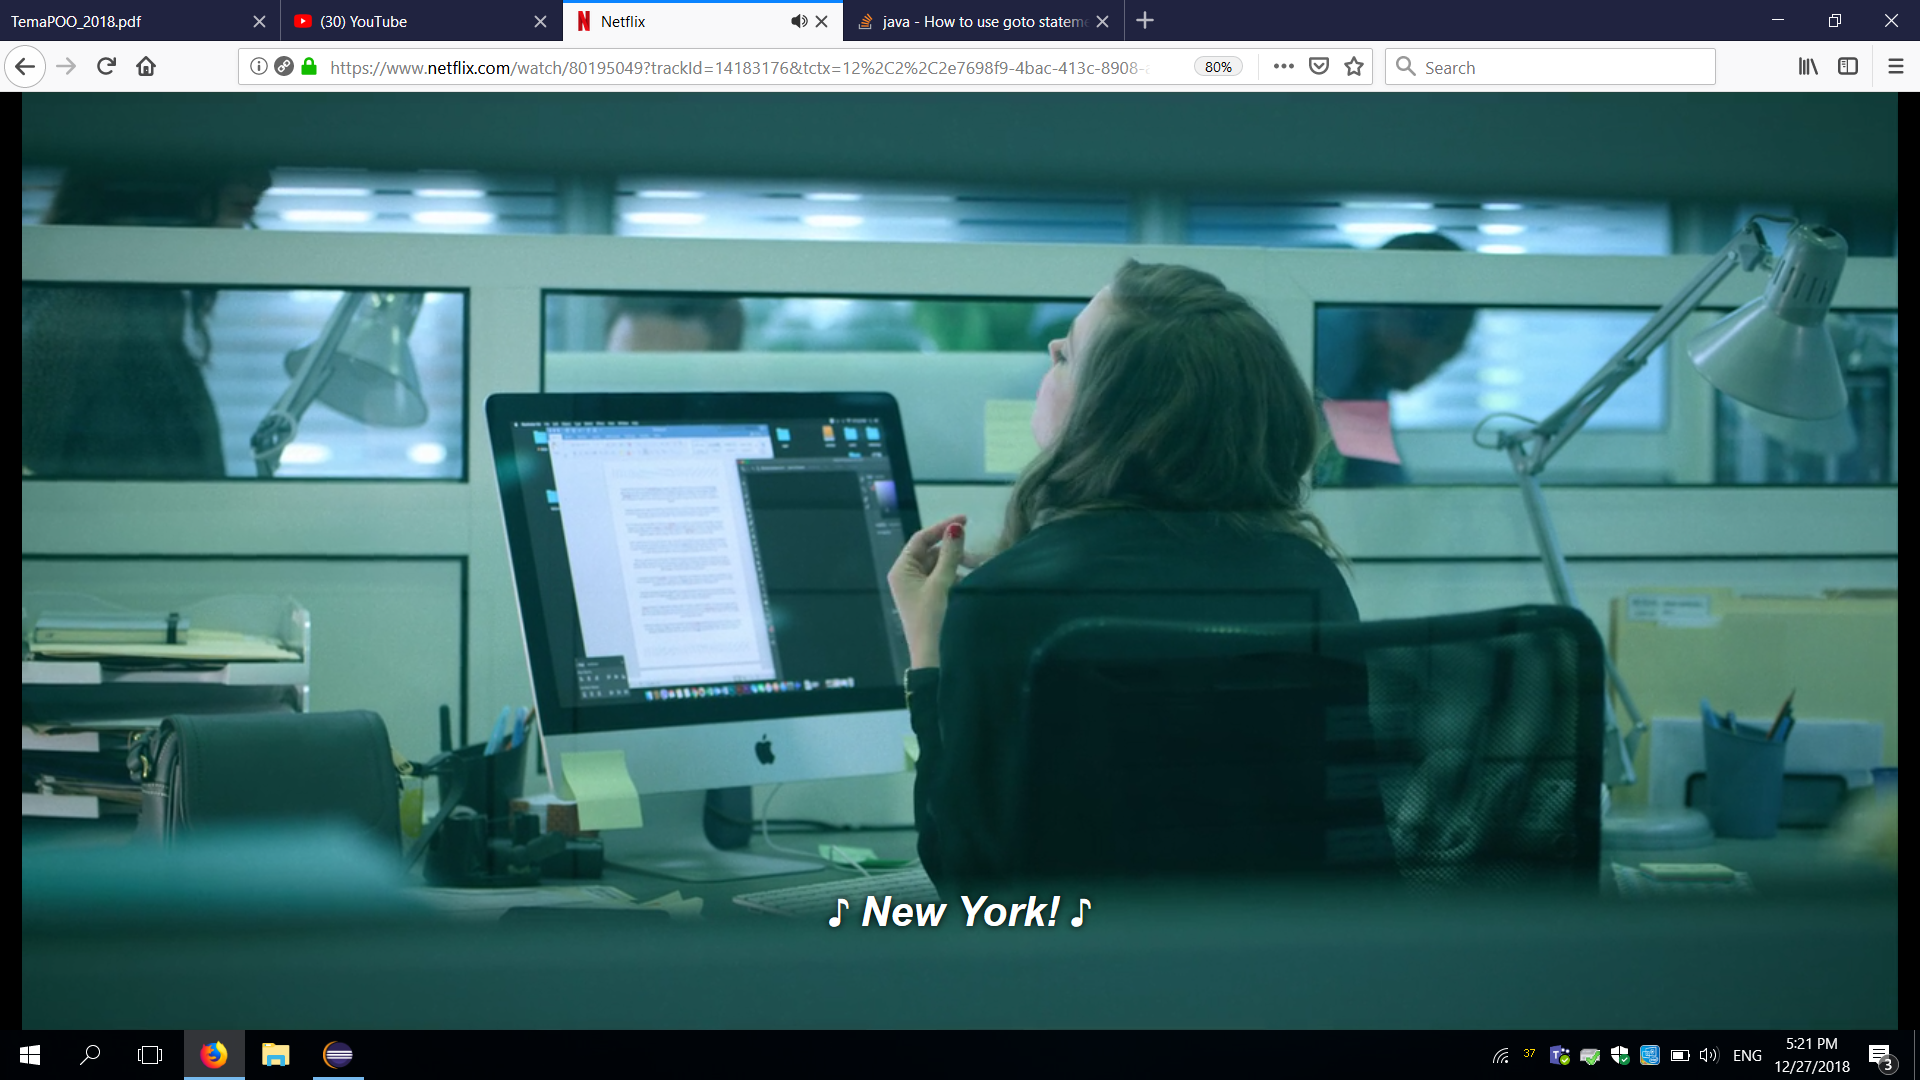 TemaPOO_2018.pdf
(30) YouTube
Netflix
java - How to use goto statem
https://www.netflix.com/watch/80195049?trackId=14183176&tctx=12%2C2%2C2e7698f9-4bac-413c-8908-
80%
Search
♪ New York! ♪
37
ENG
5:21 PM
12/27/2018
3